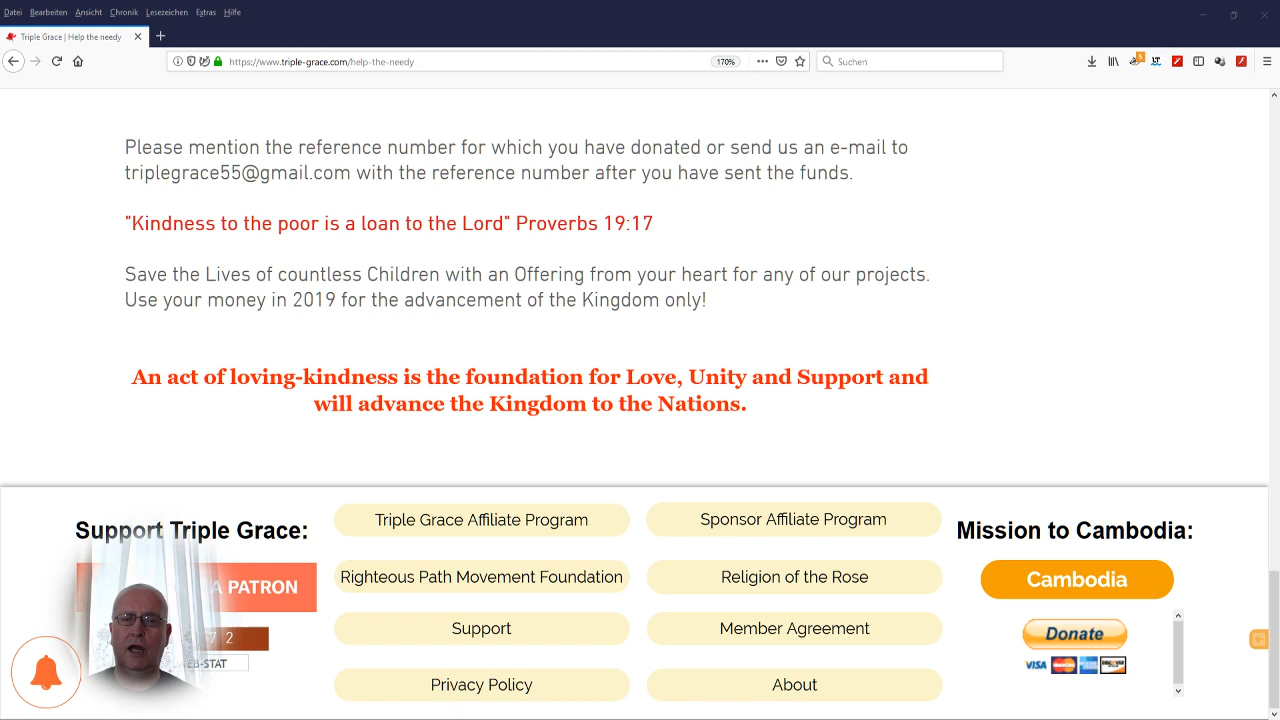 Datei Bearbeiten Ansicht Chronik Lesezeichen Extras Hilfe
Triple Grace | Help the needy
https://www.triple-grace.com/help-the-needy
170%
Suchen
Please mention the reference number for which you have donated or send us an e-mail to
triplegrace55@gmail.com with the reference number after you have sent the funds.
"Kindness to the poor is a loan to the Lord" Proverbs 19:17
Save the Lives of countless Children with an Offering from your heart for any of our projects.
Use your money in 2019 for the advancement of the Kingdom only!
An act of loving-kindness is the foundation for Love, Unity and Support and
will advance the Kingdom to the Nations.
Support Triple Grace:
A PATRON
7 2
B-STAT
Triple Grace Affiliate Program
Sponsor Affiliate Program
Righteous Path Movement Foundation
Religion of the Rose
Support
Member Agreement
Privacy Policy
About
Mission to Cambodia:
Cambodia
Donate
VISA